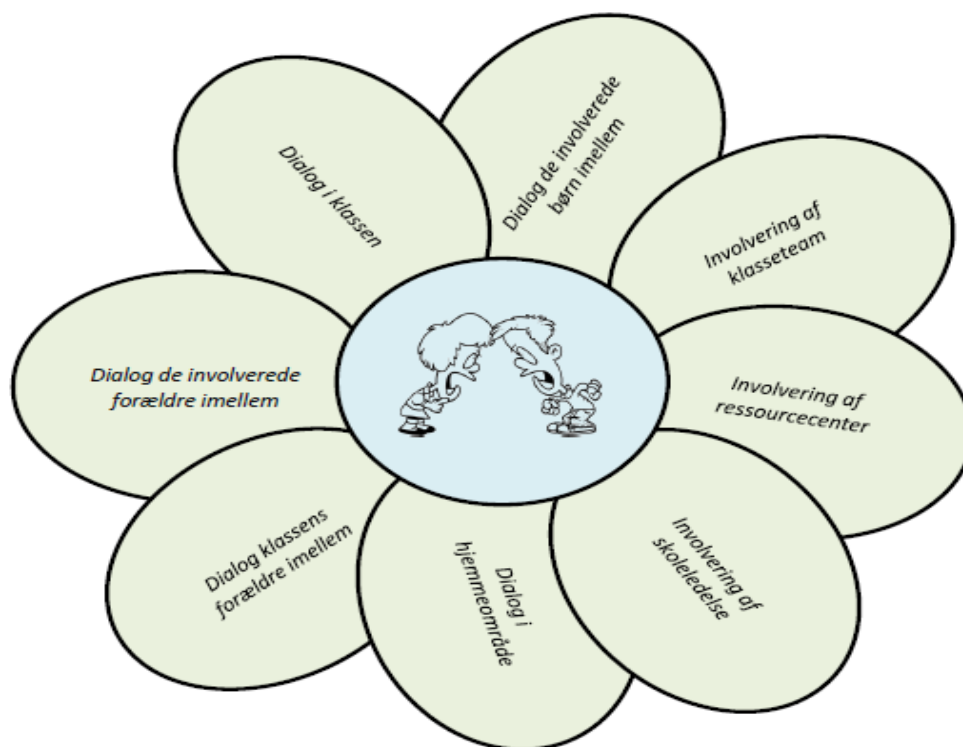 Dialog de involverede
børn imellem
Involvering af
klasseteam
Involvering af
ressourcecenter
Involvering af
skoleledelse
Dialog i
hjemmeområde
Dialog klassens
forældre imellem
Dialog de involverede
forældre imellem
Dialog i klassen